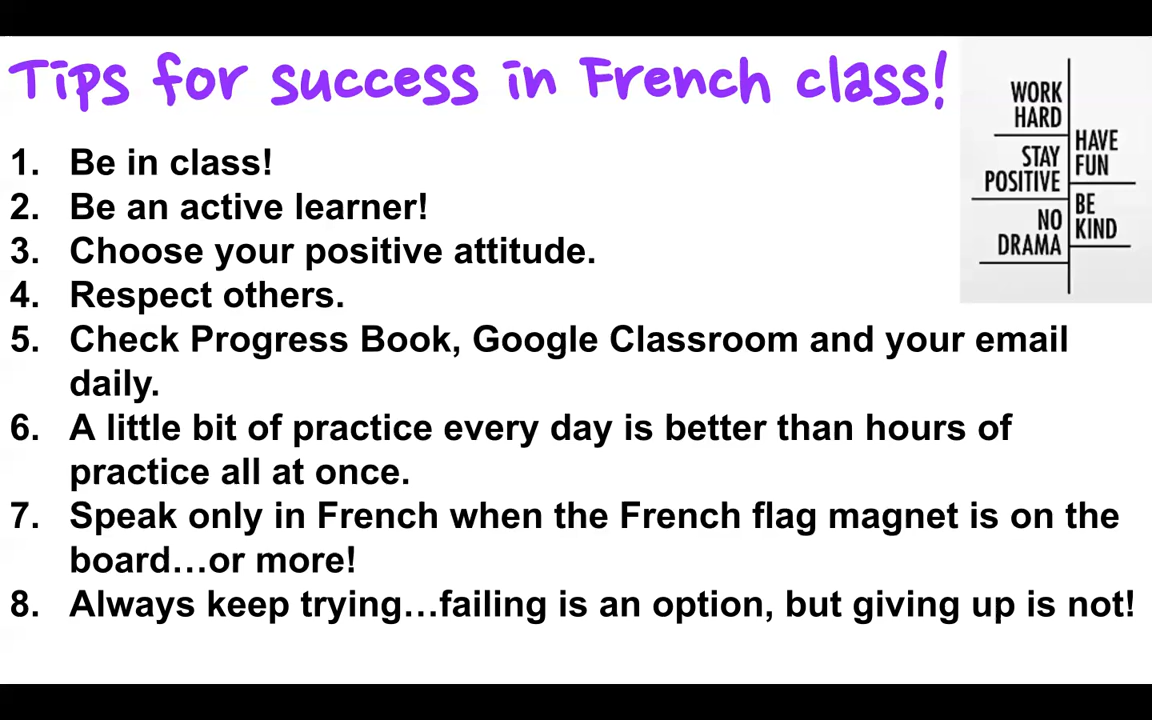 Tips for success in French class!
1. Be in class!
2. Be an active learner!
3. Choose your positive attitude.
4. Respect others.
5. Check Progress Book, Google Classroom and your email
daily.
6. A little bit of practice every day is better than hours of
practice all at once.
7. Speak only in French when the French flag magnet is on the
board…or more!
8. Always keep trying…failing is an option, but giving up is not!
WORK
HARD
HAVE
FUN
STAY
POSITIVE
BE
KIND
NO
DRAMA